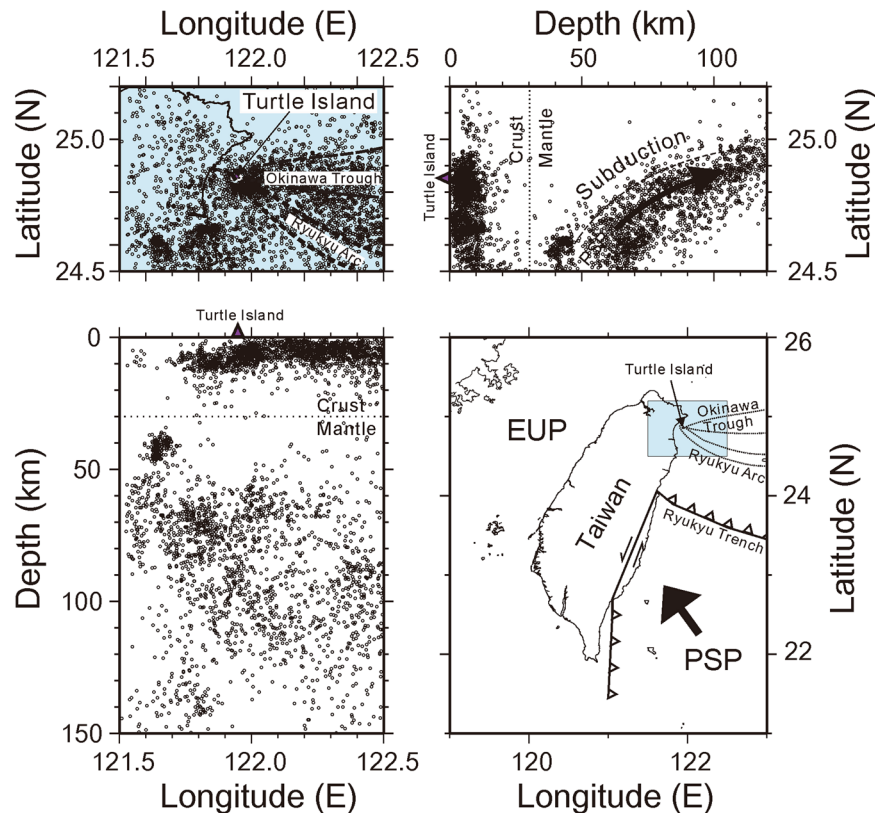 Longitude (E)
121.5 122.0 122.5
Latitude (N)
25.0
24.5
Turtle Island
Okinawa Trough
Ryukyu Arc
Depth (km)
0 50 100
Turtle Island
Crust
Mantle
Subduction
PSP
25.0
24.5
Latitude (N)
Turtle Island
0
50
100
150
Depth (km)
Crust
Mantle
121.5 122.0 122.5
Longitude (E)
26
24
22
Latitude (N)
Turtle Island
Okinawa
Trough
Ryukyu Arc
EUP
Taiwan
Ryukyu Trench
PSP
120 122
Longitude (E)